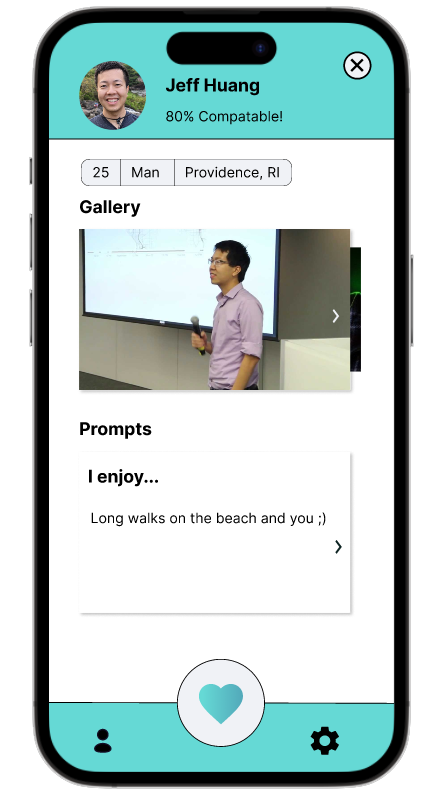 Jeff Huang
80% Compatable!
25 Man Providence, RI
Gallery
Prompts
I enjoy...
Long walks on the beach and you ;)